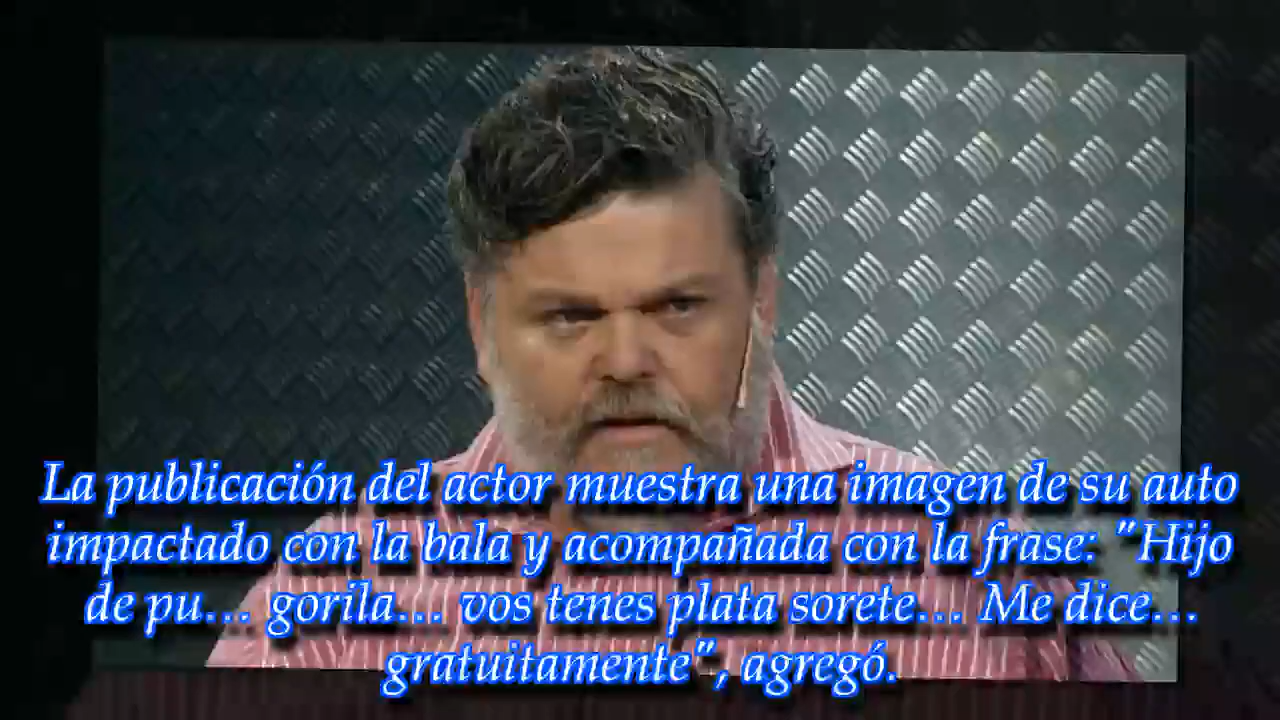 La publicación del actor muestra una imagen de su auto
impactado con la bala y acompañada con la frase: "Hijo
de pu... gorila... vos tenes plata sorete... Me dice...
gratuitamente", agregó.